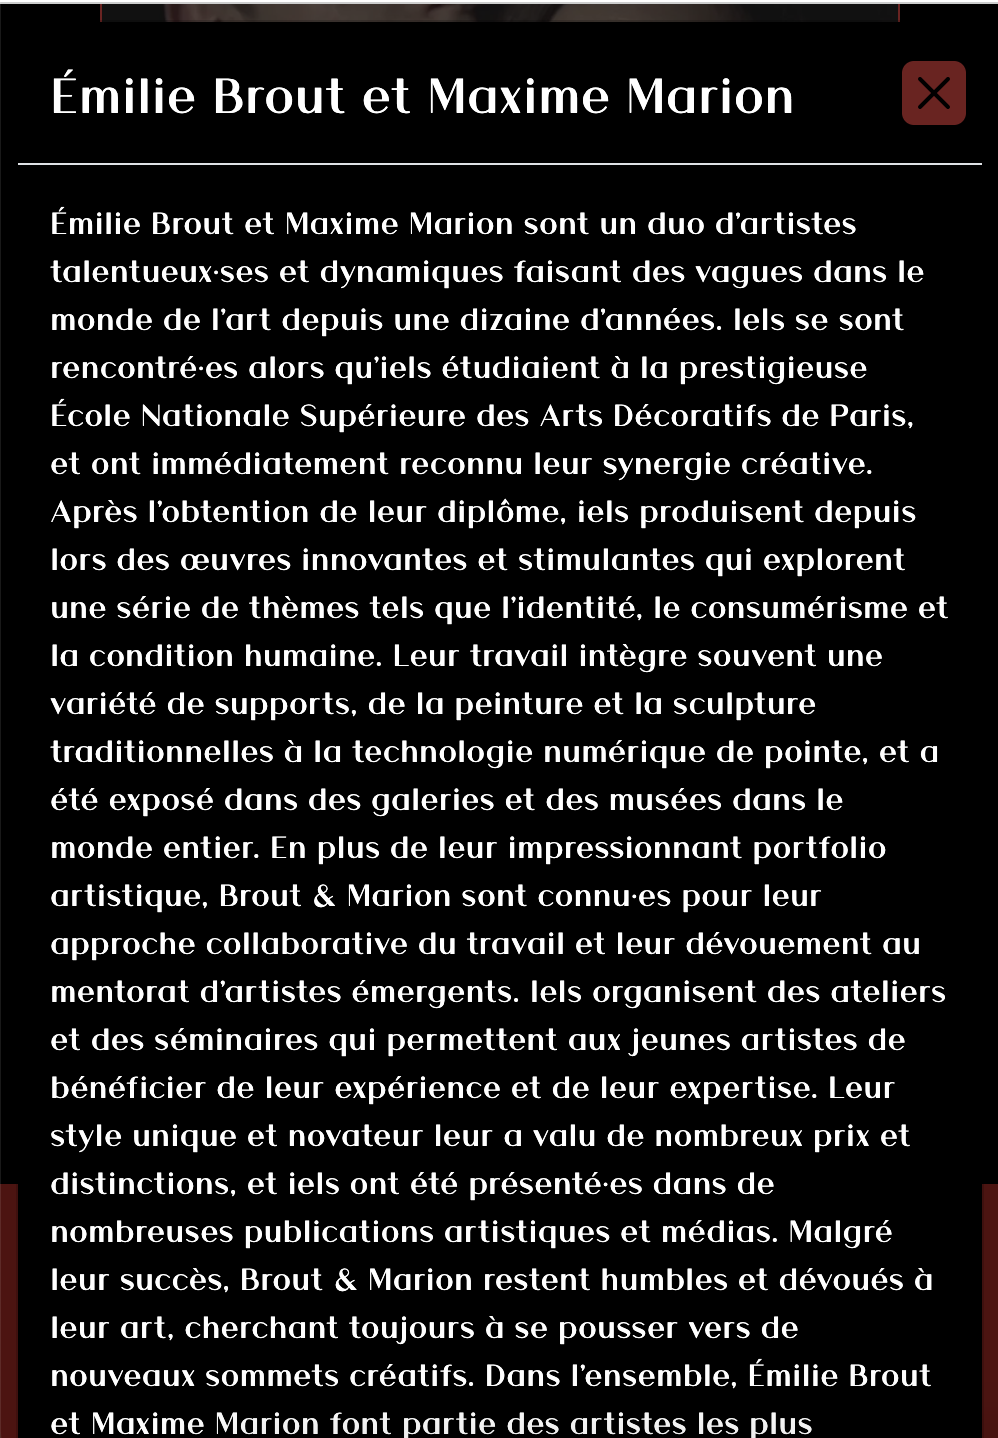 Émilie Brout et Maxime Marion
Émilie Brout et Maxime Marion sont un duo d’artistes
talentueux·ses et dynamiques faisant des vagues dans le
monde de l’art depuis une dizaine d’années. Iels se sont
rencontré·es alors qu’iels étudiaient à la prestigieuse
École Nationale Supérieure des Arts Décoratifs de Paris,
et ont immédiatement reconnu leur synergie créative.
Après l’obtention de leur diplôme, iels produisent depuis
lors des œuvres innovantes et stimulantes qui explorent
une série de thèmes tels que l’identité, le consumérisme et
la condition humaine. Leur travail intègre souvent une
variété de supports, de la peinture et la sculpture
traditionnelles à la technologie numérique de pointe, et a
été exposé dans des galeries et des musées dans le
monde entier. En plus de leur impressionnant portfolio
artistique, Brout & Marion sont connu·es pour leur
approche collaborative du travail et leur dévouement au
mentorat d’artistes émergents. Iels organisent des ateliers
et des séminaires qui permettent aux jeunes artistes de
bénéficier de leur expérience et de leur expertise. Leur
style unique et novateur leur a valu de nombreux prix et
distinctions, et iels ont été présenté·es dans de
nombreuses publications artistiques et médias. Malgré
leur succès, Brout & Marion restent humbles et dévoués à
leur art, cherchant toujours à se pousser vers de
nouveaux sommets créatifs. Dans l’ensemble, Émilie Brout
et Maxime Marion font partie des artistes les plus